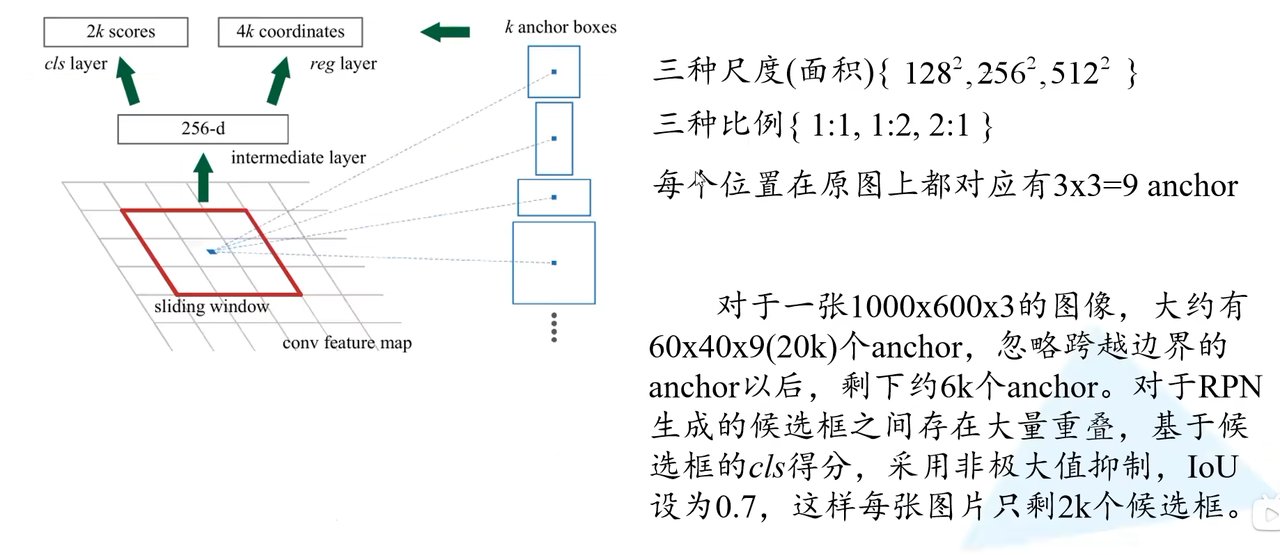 2k scores
4k coordinates
k anchor boxes
cls layer
reg layer
256-d
intermediate layer
sliding window
conv feature map
三种尺度(面积){ 128²,256²,512² }
三种比例{ 1:1, 1:2, 2:1 }
每个位置在原图上都对应有3x3=9 anchor
对于一张1000x600x3的图像，大约有
60x40x9(20k)个anchor，忽略跨越边界的
anchor以后，剩下约6k个anchor。对于RPN
生成的候选框之间存在大量重叠，基于候
选框的cls得分，采用非极大值抑制，IoU
设为0.7，这样每张图片只剩2k个候选框。